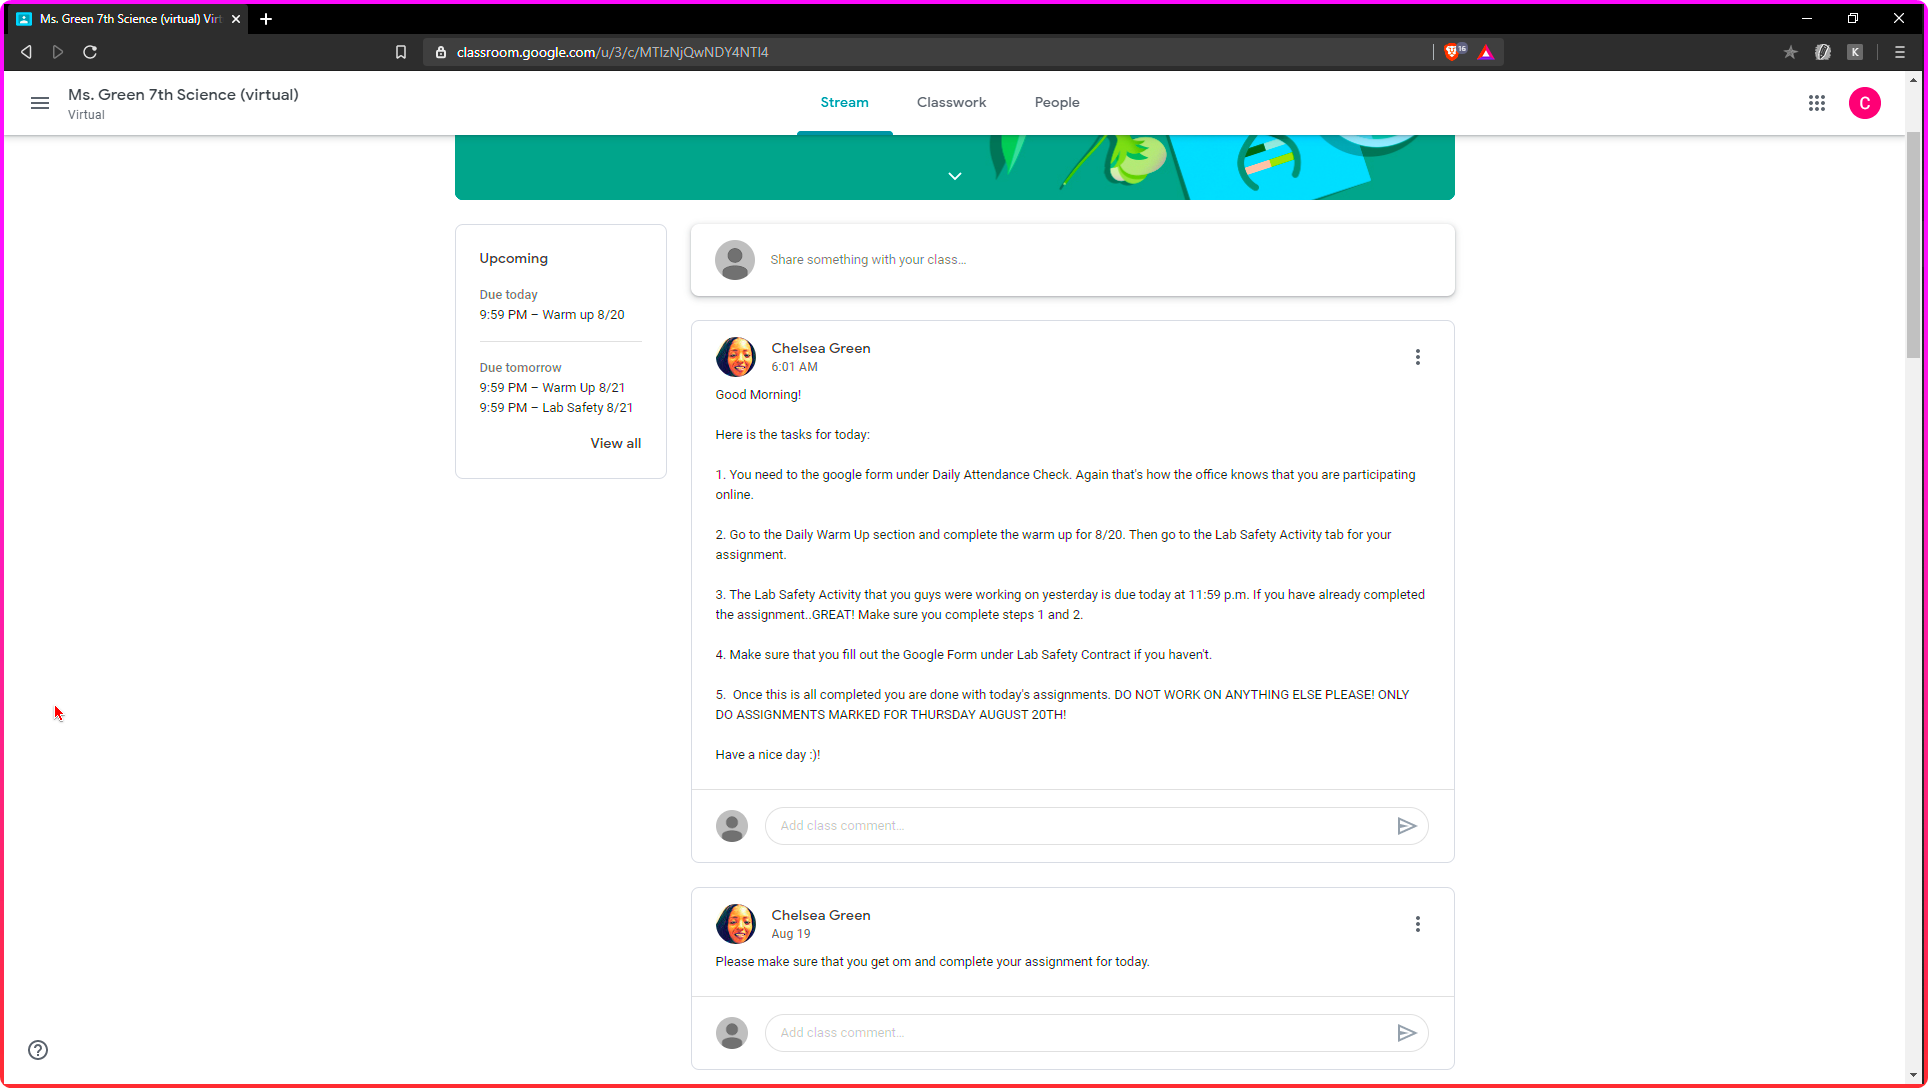 Ms. Green 7th Science (virtual) Vir
classroom.google.com/u/3/c/MTIzNjQwNDY4NTI4
16
K
Ms. Green 7th Science (virtual)
Virtual
Stream
Classwork
People
C
Upcoming
Due today
9:59 PM – Warm up 8/20
Due tomorrow
9:59 PM – Warm Up 8/21
9:59 PM – Lab Safety 8/21
View all
Share something with your class...
Chelsea Green
6:01 AM
Good Morning!
Here is the tasks for today:
1. You need to the google form under Daily Attendance Check. Again that's how the office knows that you are participating
online.
2. Go to the Daily Warm Up section and complete the warm up for 8/20. Then go to the Lab Safety Activity tab for your
assignment.
3. The Lab Safety Activity that you guys were working on yesterday is due today at 11:59 p.m. If you have already completed
the assignment..GREAT! Make sure you complete steps 1 and 2.
4. Make sure that you fill out the Google Form under Lab Safety Contract if you haven't.
5.  Once this is all completed you are done with today's assignments. DO NOT WORK ON ANYTHING ELSE PLEASE! ONLY
DO ASSIGNMENTS MARKED FOR THURSDAY AUGUST 20TH!
Have a nice day :)!
Add class comment...
Chelsea Green
Aug 19
Please make sure that you get om and complete your assignment for today.
Add class comment...